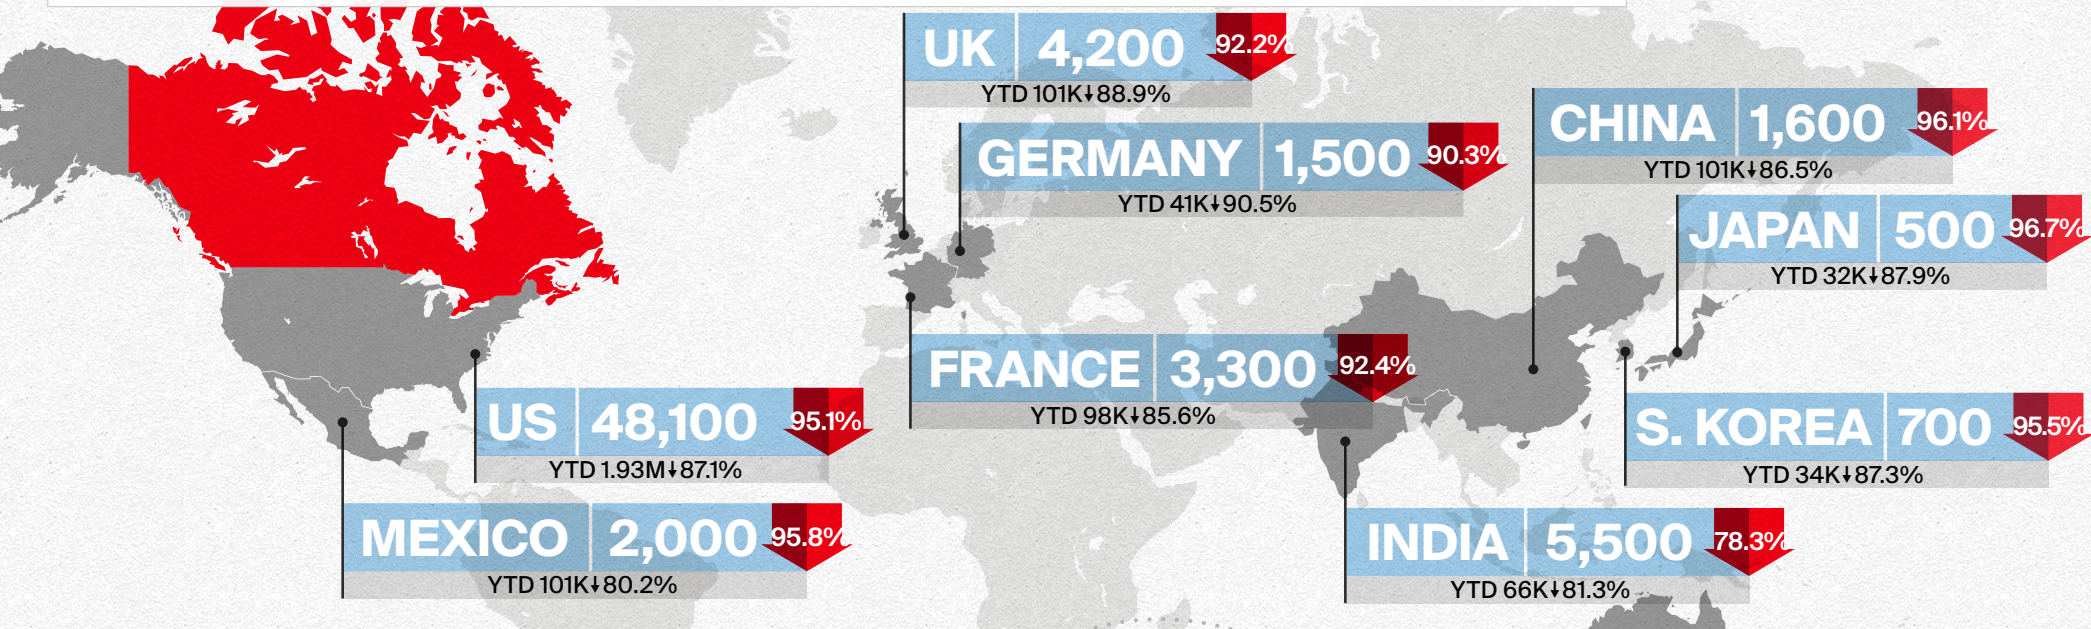 UK 4,200 92.2%
YTD 101K↓88.9%
GERMANY 1,500 90.3%
YTD 41K↓90.5%
CHINA 1,600 96.1%
YTD 101K↓86.5%
JAPAN 500 96.7%
YTD 32K↓87.9%
FRANCE 3,300 92.4%
YTD 98K↓85.6%
US 48,100 95.1%
YTD 1.93M↓87.1%
S. KOREA 700 95.5%
YTD 34K↓87.3%
MEXICO 2,000 95.8%
YTD 101K↓80.2%
INDIA 5,500 78.3%
YTD 66K↓81.3%